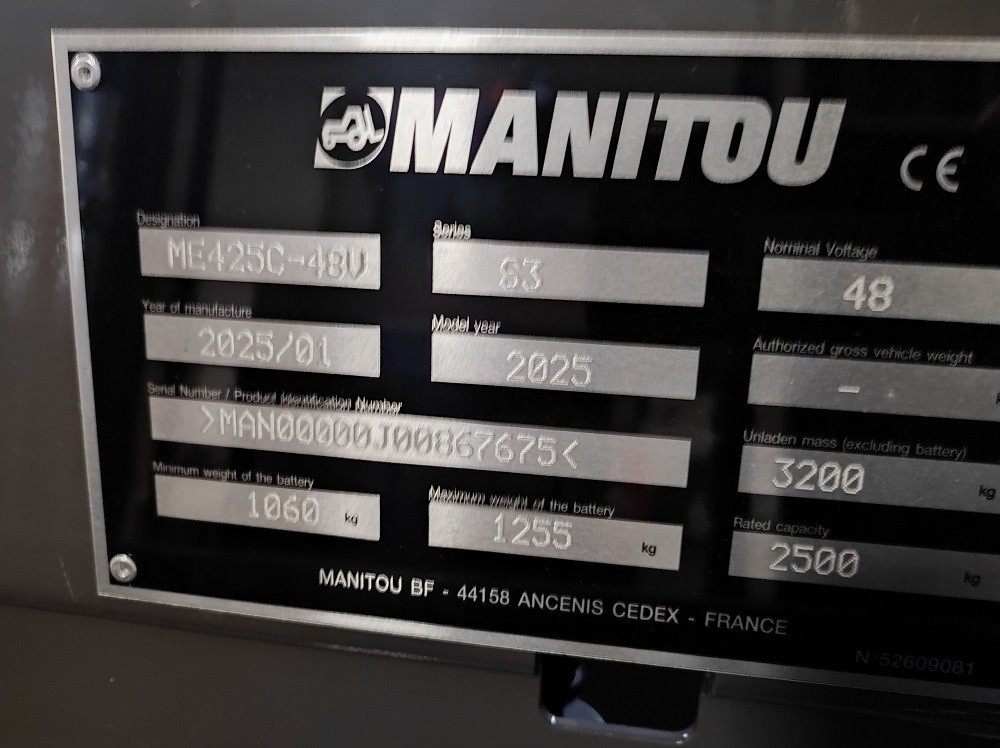 MANITOU CE
Designation
ME425C-48V
Series
63
Nominal Voltage
48
Year of manufacture
2025/01
Model year
2025
Authorized gross vehicle weight
-
Serial Number / Product Identification Number
>MAN00000J00867675<
Unladen mass (excluding battery)
3200 kg
Minimum weight of the battery
1060 kg
Maximum weight of the battery
1255 kg
Rated capacity
2500 kg
MANITOU BF - 44158 ANCENIS CEDEX - FRANCE
N°52609081